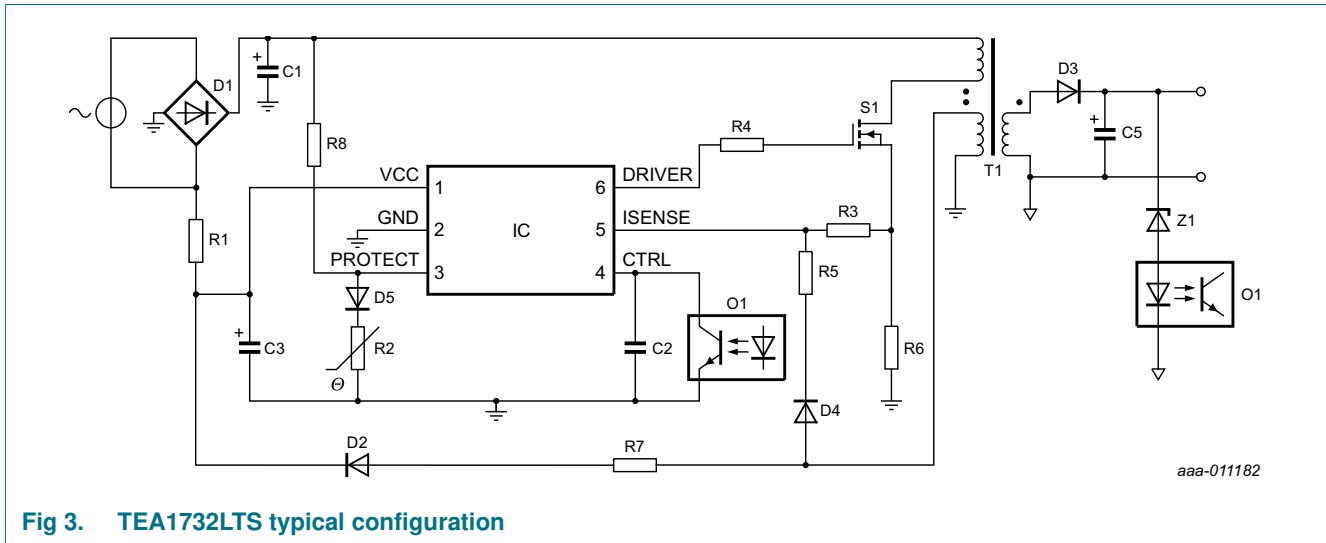 D1
+
C1
R8
S1
R4
D3
+
C5
T1
VCC
1
6
DRIVER
GND
2
IC
5
ISENSE
R3
Z1
R1
PROTECT
3
4
CTRL
R5
D5
O1
O1
+
C3
R2
Θ
C2
R6
D4
D2
R7
aaa-011182
Fig 3. TEA1732LTS typical configuration